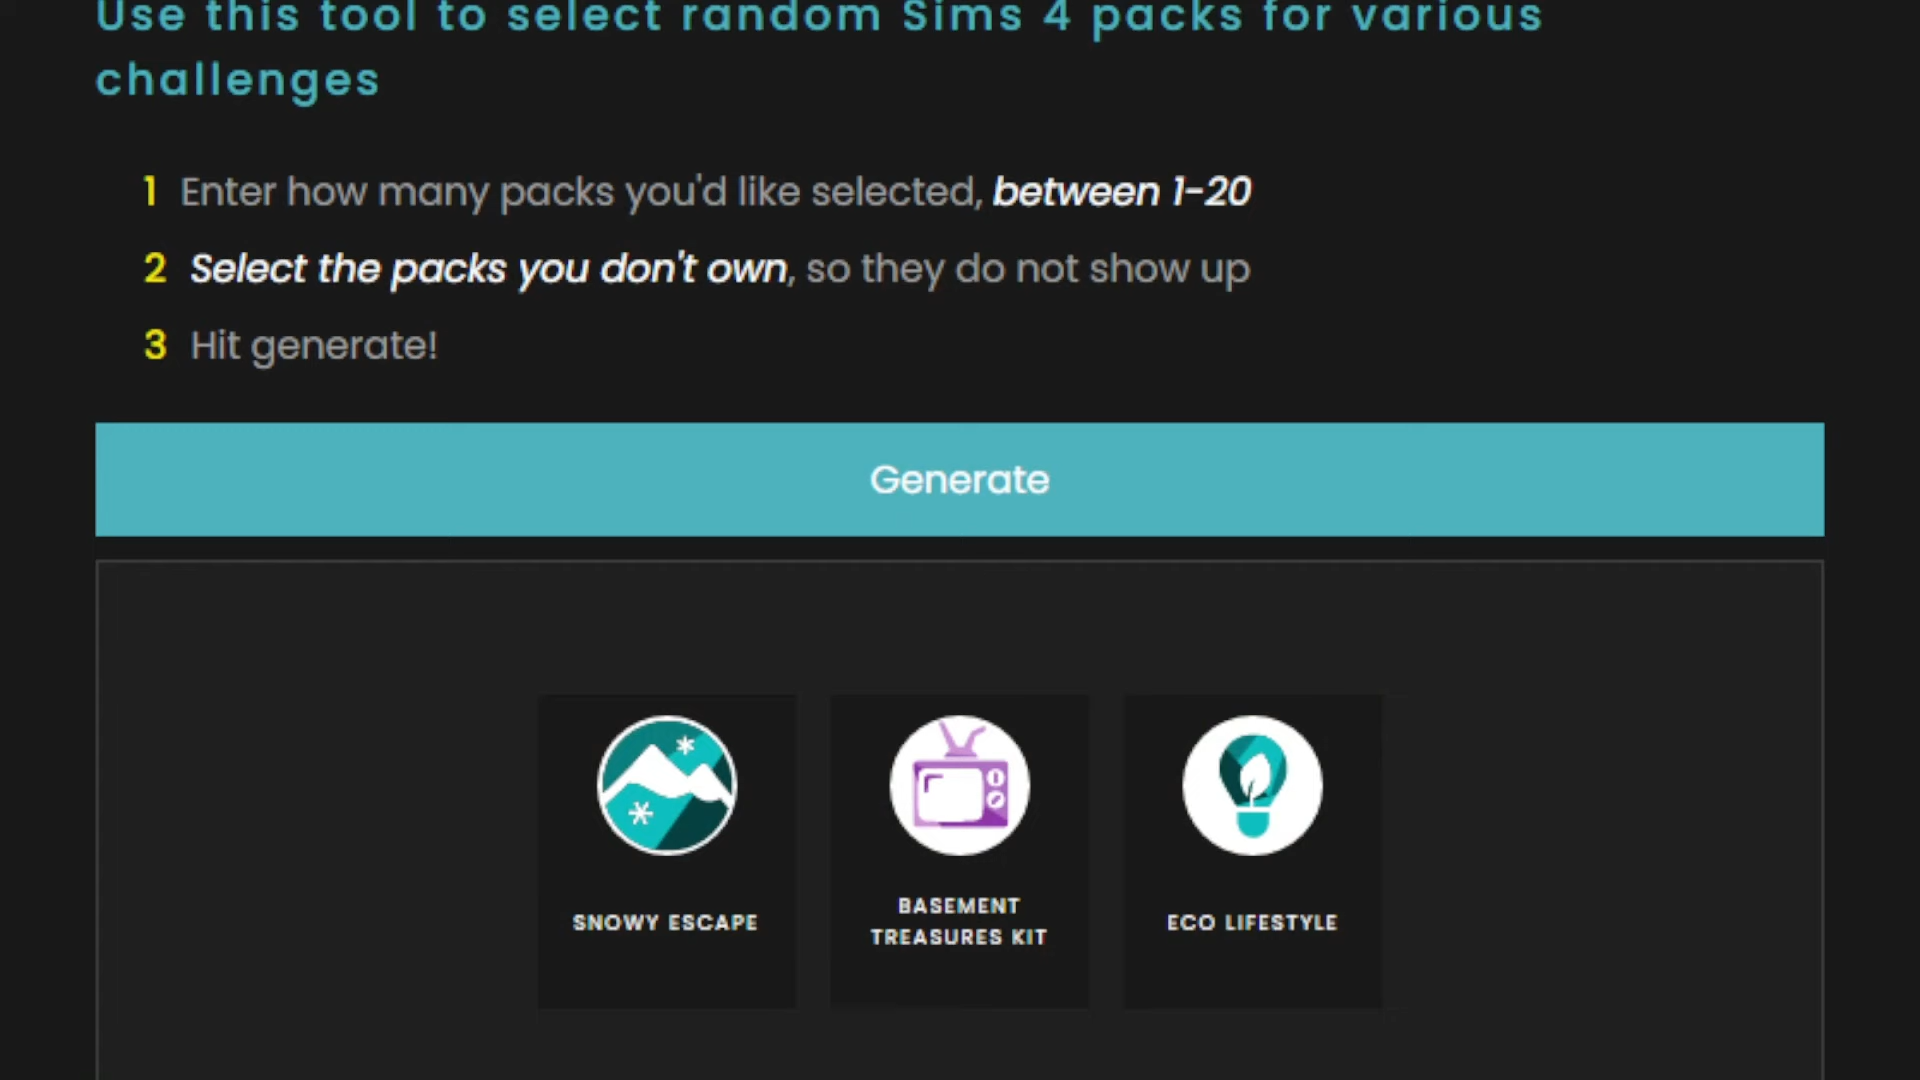 Use this tool to select random Sims 4 packs for various
challenges
1 Enter how many packs you'd like selected, between 1-20
2 Select the packs you don't own, so they do not show up
3 Hit generate!
Generate
SNOWY ESCAPE
BASEMENT
TREASURES KIT
ECO LIFESTYLE